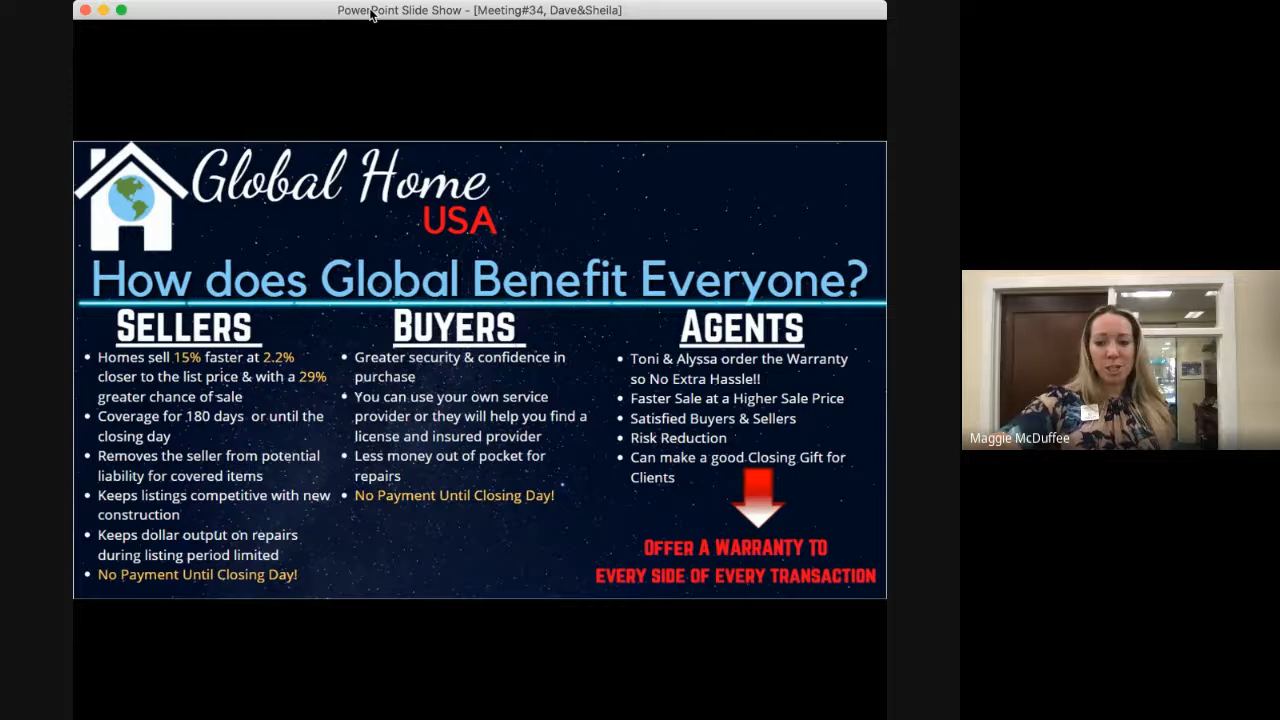 PowerPoint Slide Show - [Meeting#34, Dave&Sheila]
Global Home
USA
How does Global Benefit Everyone?
SELLERS
• Homes sell 15% faster at 2.2%
closer to the list price & with a 29%
greater chance of sale
• Coverage for 180 days or until the
closing day
• Removes the seller from potential
liability for covered items
• Keeps listings competitive with new
construction
• Keeps dollar output on repairs
during listing period limited
• No Payment Until Closing Day!
BUYERS
• Greater security & confidence in
purchase
• You can use your own service
provider or they will help you find a
license and insured provider
• Less money out of pocket for
repairs
• No Payment Until Closing Day!
AGENTS
• Toni & Alyssa order the Warranty
so No Extra Hassle!!
• Faster Sale at a Higher Sale Price
• Satisfied Buyers & Sellers
• Risk Reduction
• Can make a good Closing Gift for
Clients
OFFER A WARRANTY TO
EVERY SIDE OF EVERY TRANSACTION
Maggie McDuffee